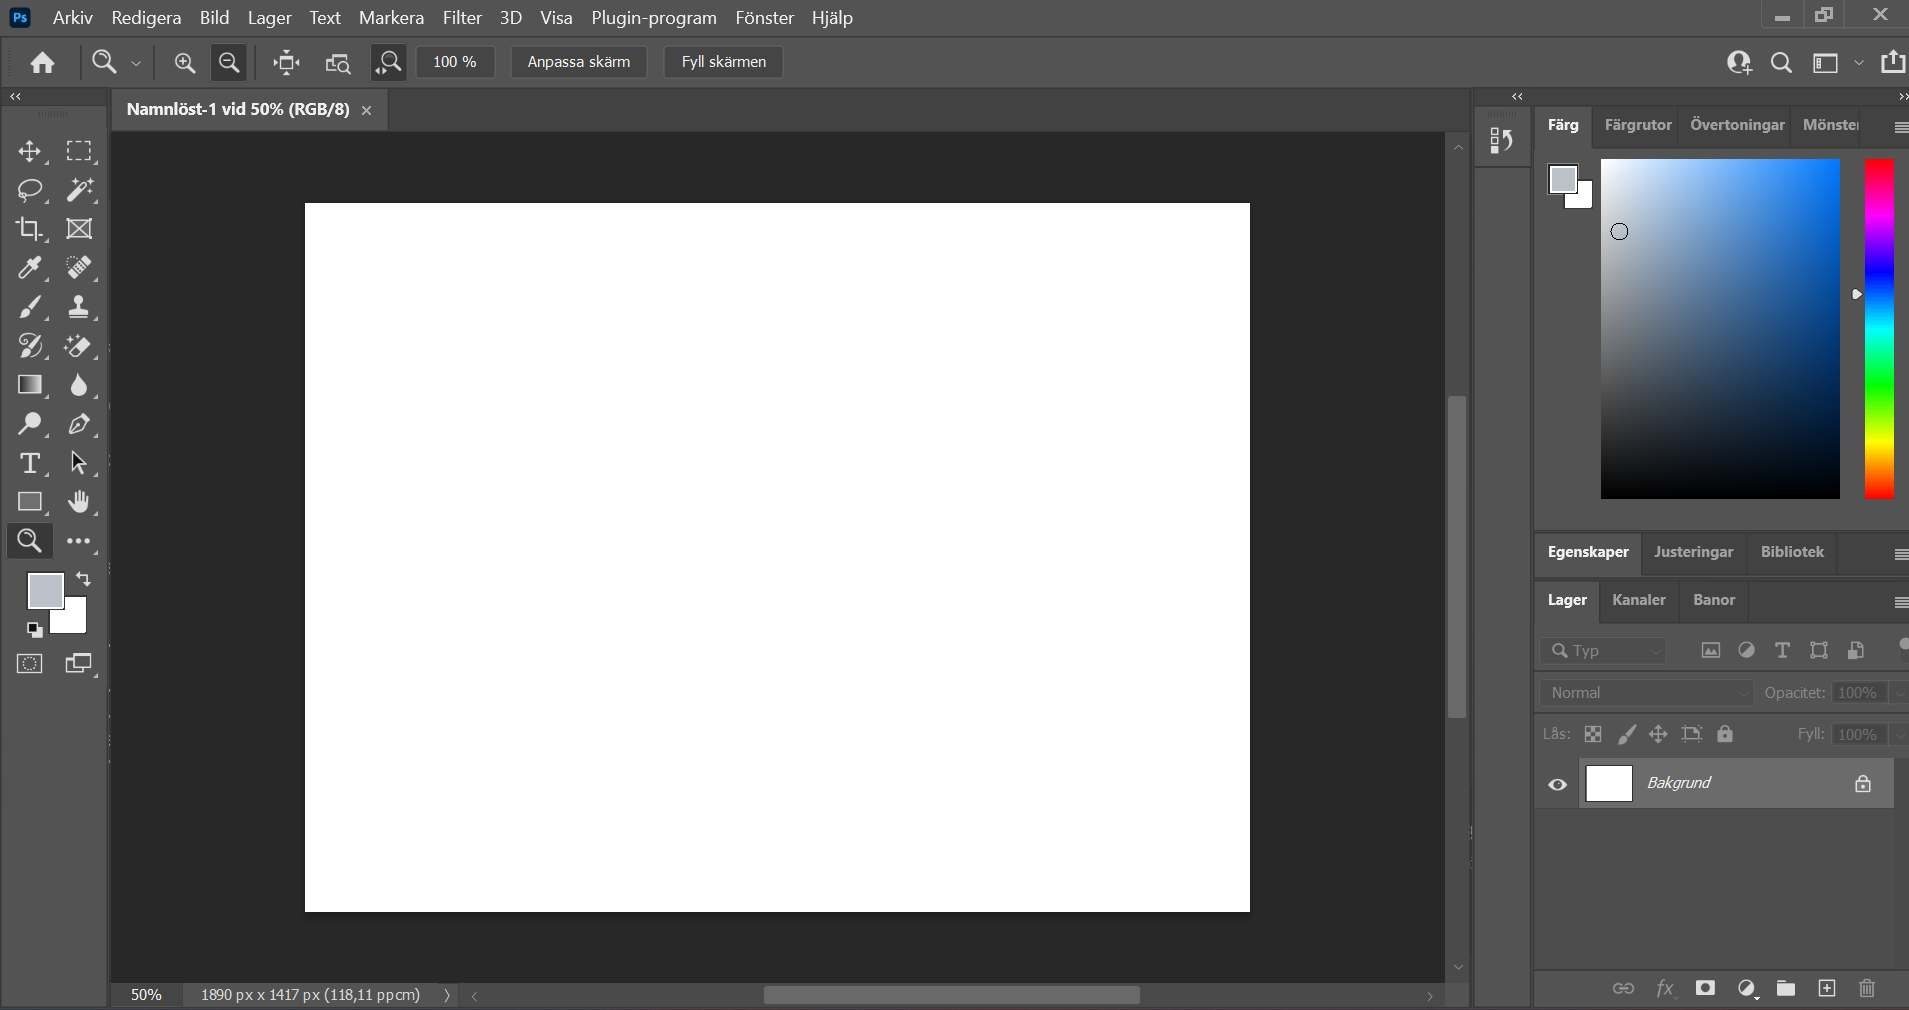 Ps Arkiv Redigera Bild Lager Text Markera Filter 3D Visa Plugin-program Fönster Hjälp
100 % Anpassa skärm Fyll skärmen
Namnlöst-1 vid 50% (RGB/8)
Färg Färgrutor Övertoningar
Egenskaper Justeringar Bibliotek
Lager Kanaler Banor
Typ
Normal Opacitet: 100%
Lås: Fyll: 100%
Bakgrund
fx
50% 1890 px x 1417 px (118,11 ppcm)